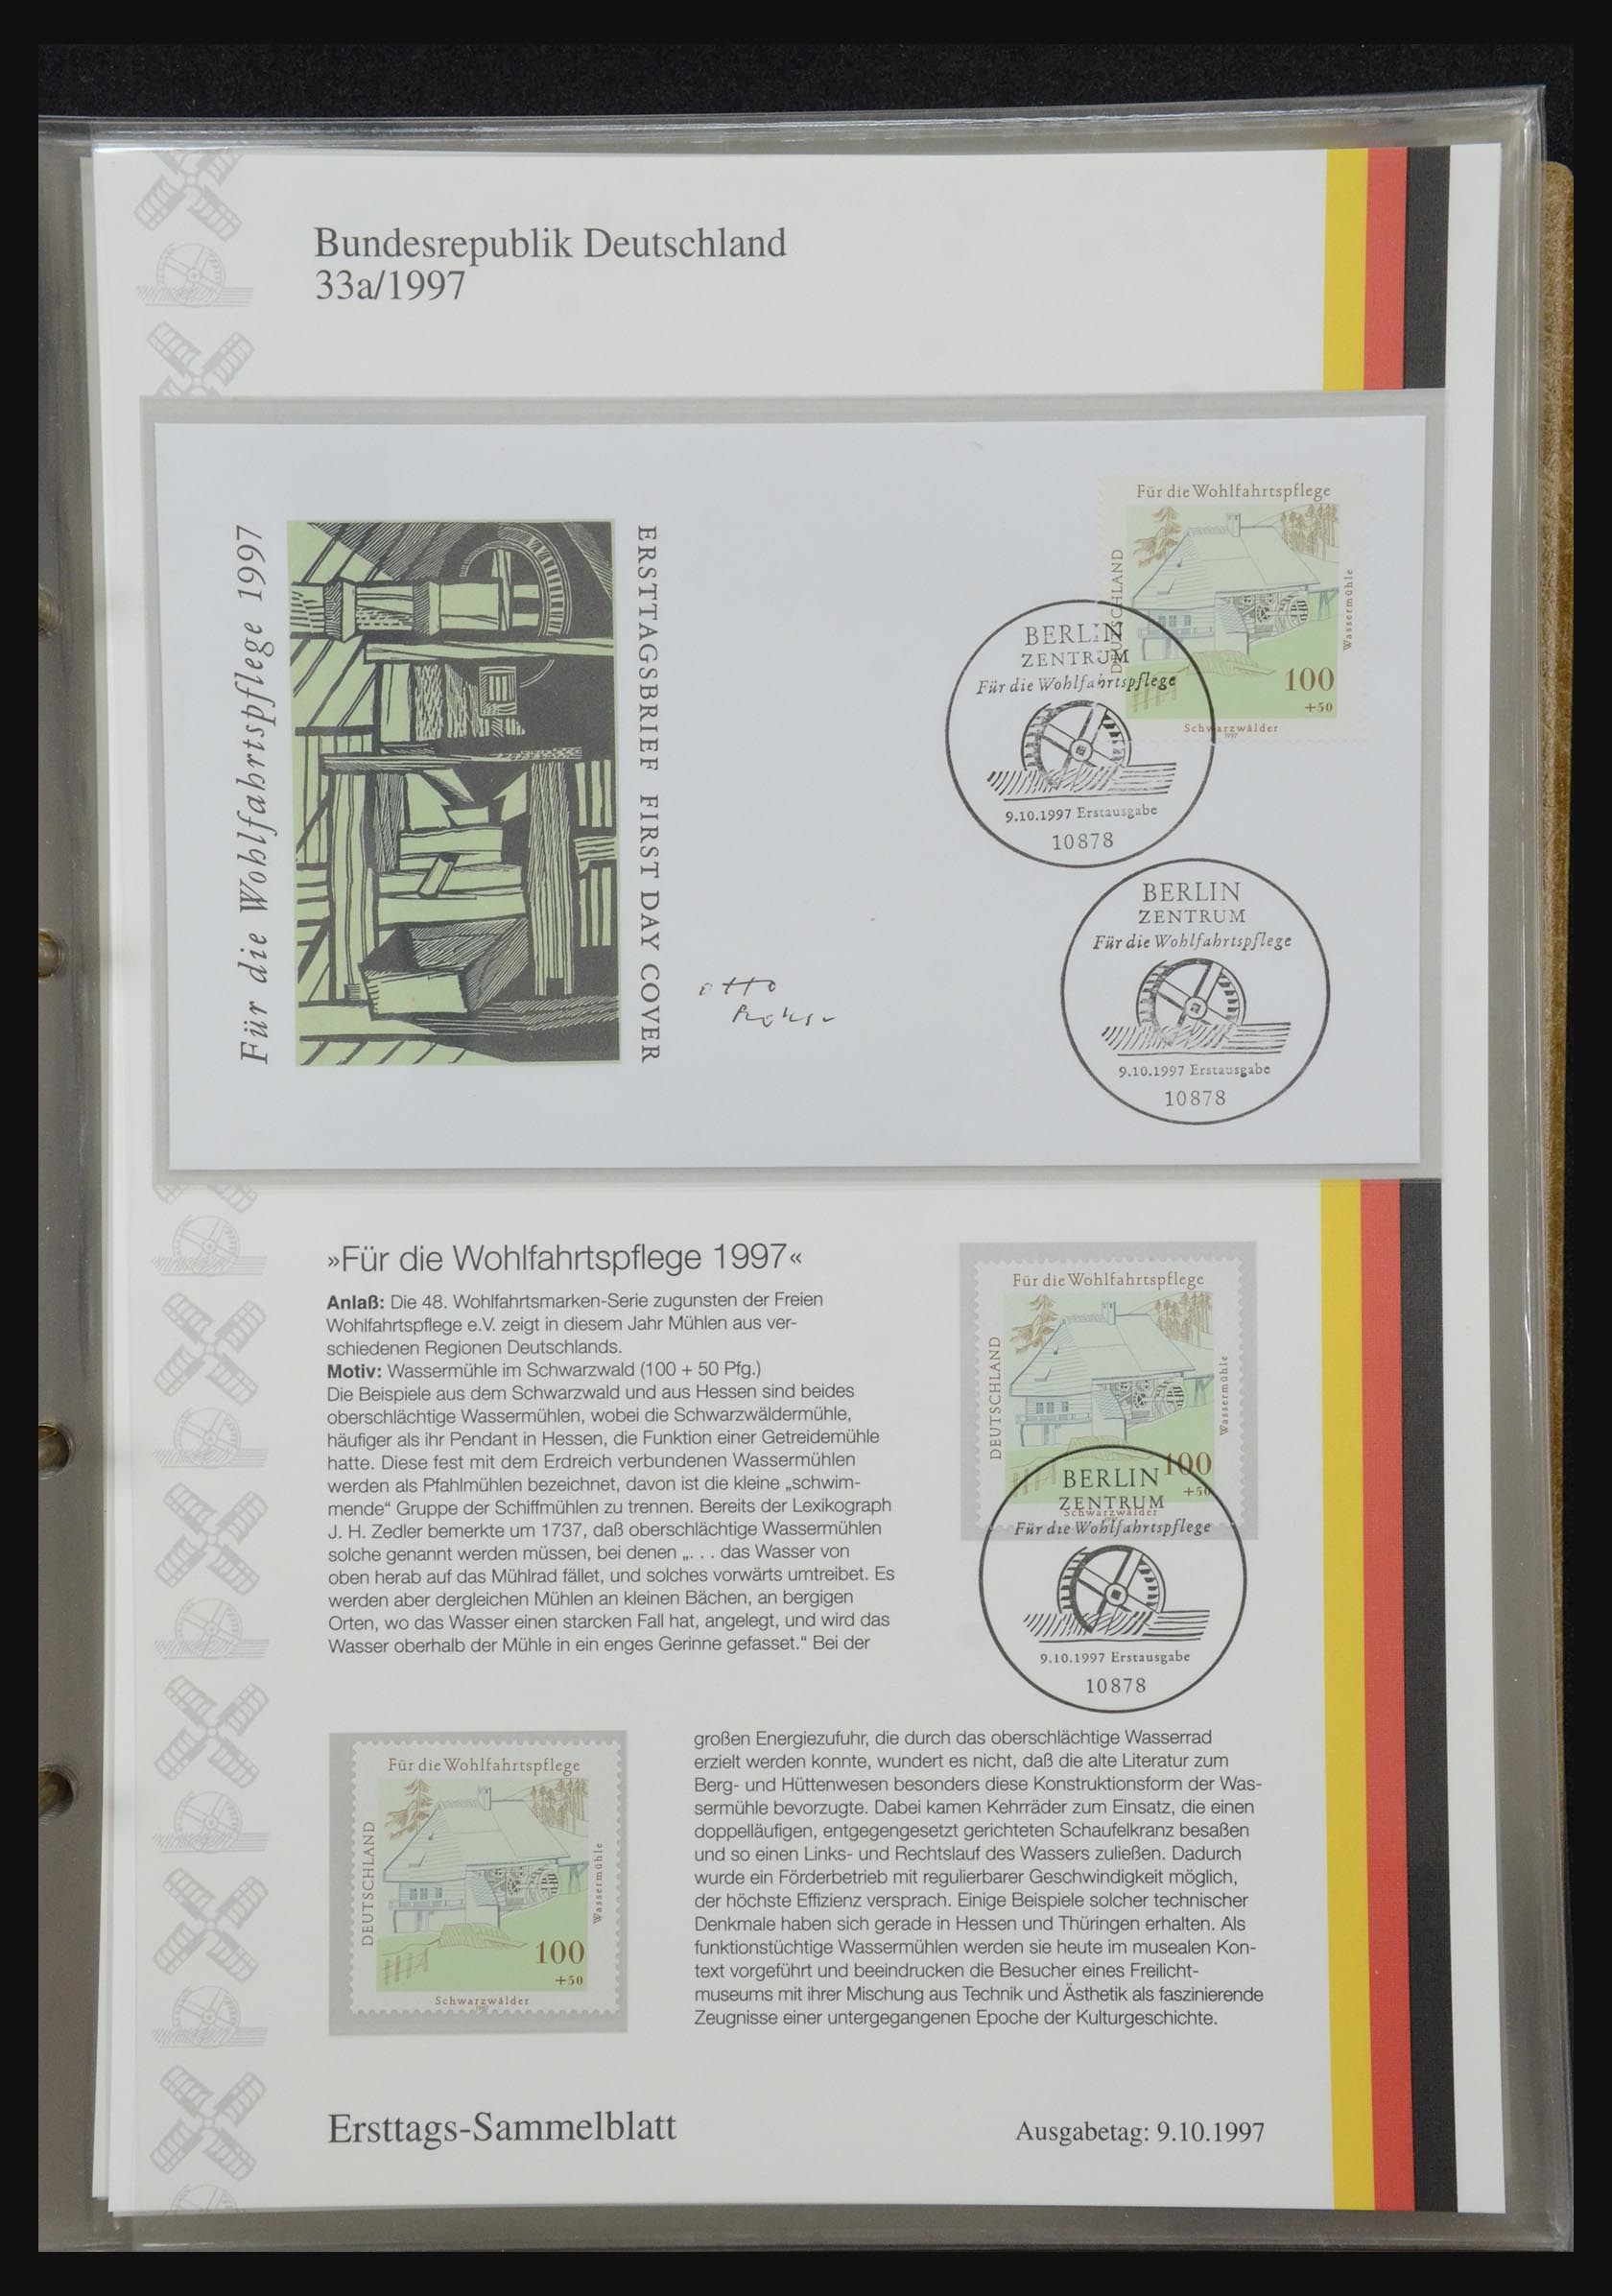 Bundesrepublik Deutschland
33a/1997
Für die Wohlfahrtspflege 1997
ERSTTAGSBRIEF FIRST DAY COVER
otto
Für die Wohlfahrtspflege
DEUTSCHLAND
Wassermühle
100
+50
Schwarzwälder
1997
BERLIN
ZENTRUM
Für die Wohlfahrtspflege
9.10.1997 Erstausgabe
10878
BERLIN
ZENTRUM
Für die Wohlfahrtspflege
9.10.1997 Erstausgabe
10878
»Für die Wohlfahrtspflege 1997«
Anlaß: Die 48. Wohlfahrtsmarken-Serie zugunsten der Freien
Wohlfahrtspflege e.V. zeigt in diesem Jahr Mühlen aus ver-
schiedenen Regionen Deutschlands.
Motiv: Wassermühle im Schwarzwald (100 + 50 Pfg.)
Die Beispiele aus dem Schwarzwald und aus Hessen sind beides
oberschlächtige Wassermühlen, wobei die Schwarzwäldermühle,
häufiger als ihr Pendant in Hessen, die Funktion einer Getreidemühle
hatte. Diese fest mit dem Erdreich verbundenen Wassermühlen
werden als Pfahlmühlen bezeichnet, davon ist die kleine „schwim-
mende“ Gruppe der Schiffmühlen zu trennen. Bereits der Lexikograph
J. H. Zedler bemerkte um 1737, daß oberschlächtige Wassermühlen
solche genannt werden müssen, bei denen „. . . das Wasser von
oben herab auf das Mühlrad fället, und solches vorwärts umtreibet. Es
werden aber dergleichen Mühlen an kleinen Bächen, an bergigen
Orten, wo das Wasser einen starcken Fall hat, angelegt, und wird das
Wasser oberhalb der Mühle in ein enges Gerinne gefasset.“ Bei der
Für die Wohlfahrtspflege
DEUTSCHLAND
Wassermühle
100
+50
Schwarzwälder
BERLIN
ZENTRUM
Für die Wohlfahrtspflege
9.10.1997 Erstausgabe
10878
Für die Wohlfahrtspflege
DEUTSCHLAND
Wassermühle
100
+50
Schwarzwälder
1997
großen Energiezufuhr, die durch das oberschlächtige Wasserrad
erzielt werden konnte, wundert es nicht, daß die alte Literatur zum
Berg- und Hüttenwesen besonders diese Konstruktionsform der Was-
sermühle bevorzugte. Dabei kamen Kehrräder zum Einsatz, die einen
doppelläufigen, entgegengesetzt gerichteten Schaufelkranz besaßen
und so einen Links- und Rechtslauf des Wassers zuließen. Dadurch
wurde ein Förderbetrieb mit regulierbarer Geschwindigkeit möglich,
der höchste Effizienz versprach. Einige Beispiele solcher technischer
Denkmale haben sich gerade in Hessen und Thüringen erhalten. Als
funktionstüchtige Wassermühlen werden sie heute im musealen Kon-
text vorgeführt und beeindrucken die Besucher eines Freilicht-
museums mit ihrer Mischung aus Technik und Ästhetik als faszinierende
Zeugnisse einer untergegangenen Epoche der Kulturgeschichte.
Ersttags-Sammelblatt
Ausgabetag: 9.10.1997